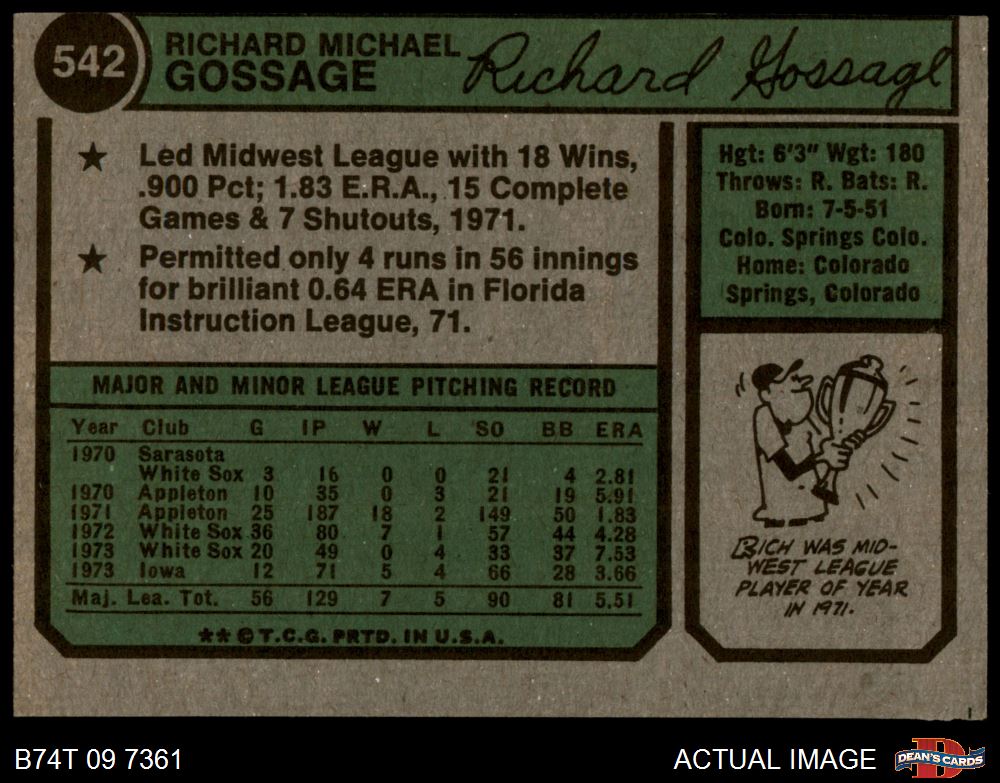 542
RICHARD MICHAEL
GOSSAGE
Richard Gossage
★ Led Midwest League with 18 Wins,
.900 Pct; 1.83 E.R.A., 15 Complete
Games & 7 Shutouts, 1971.
★ Permitted only 4 runs in 56 innings
for brilliant 0.64 ERA in Florida
Instruction League, 71.
Hgt: 6'3" Wgt: 180
Throws: R. Bats: R.
Born: 7-5-51
Colo. Springs Colo.
Home: Colorado
Springs, Colorado
MAJOR AND MINOR LEAGUE PITCHING RECORD
Year Club G IP W L SO BB ERA
1970 Sarasota
White Sox 3 16 0 0 21 4 2.81
1970 Appleton 10 35 0 3 21 19 5.91
1971 Appleton 25 187 18 2 149 50 1.83
1972 White Sox 36 80 7 1 57 44 4.28
1973 White Sox 20 49 0 4 33 37 7.53
1973 Iowa 12 71 5 4 66 28 3.66
Maj. Lea. Tot. 56 129 7 5 90 81 5.51
** © T.C.G. PRTD. IN U.S.A.
RICH WAS MID-
WEST LEAGUE
PLAYER OF YEAR
IN 1971.
B74T 09 7361
ACTUAL IMAGE
DEAN'S CARDS